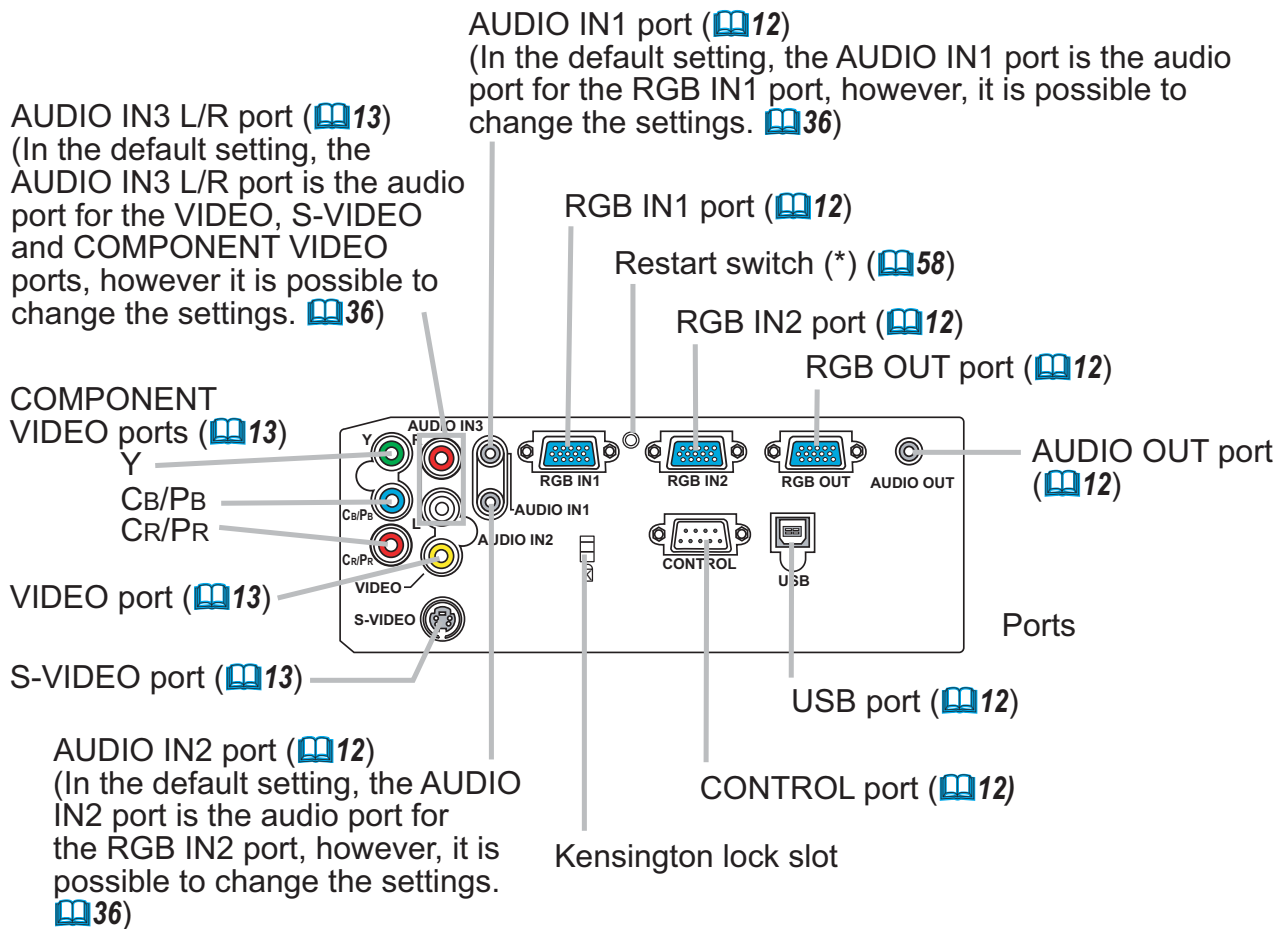 AUDIO IN1 port (12)
(In the default setting, the AUDIO IN1 port is the audio
port for the RGB IN1 port, however, it is possible to
change the settings. 36)
AUDIO IN3 L/R port (13)
(In the default setting, the
AUDIO IN3 L/R port is the audio
port for the VIDEO, S-VIDEO
and COMPONENT VIDEO
ports, however it is possible to
change the settings. 36)
RGB IN1 port (12)
Restart switch (*) (58)
RGB IN2 port (12)
RGB OUT port (12)
COMPONENT
VIDEO ports (13)
Y
CB/PB
CR/PR
VIDEO port (13)
S-VIDEO port (13)
AUDIO OUT port
(12)
Y
R
AUDIO IN3
CB/PB
L
CR/PR
VIDEO
S-VIDEO
AUDIO IN1
AUDIO IN2
RGB IN1
RGB IN2
RGB OUT
AUDIO OUT
CONTROL
USB
K
Ports
USB port (12)
CONTROL port (12)
Kensington lock slot
AUDIO IN2 port (12)
(In the default setting, the AUDIO
IN2 port is the audio port for
the RGB IN2 port, however, it is
possible to change the settings.
36)